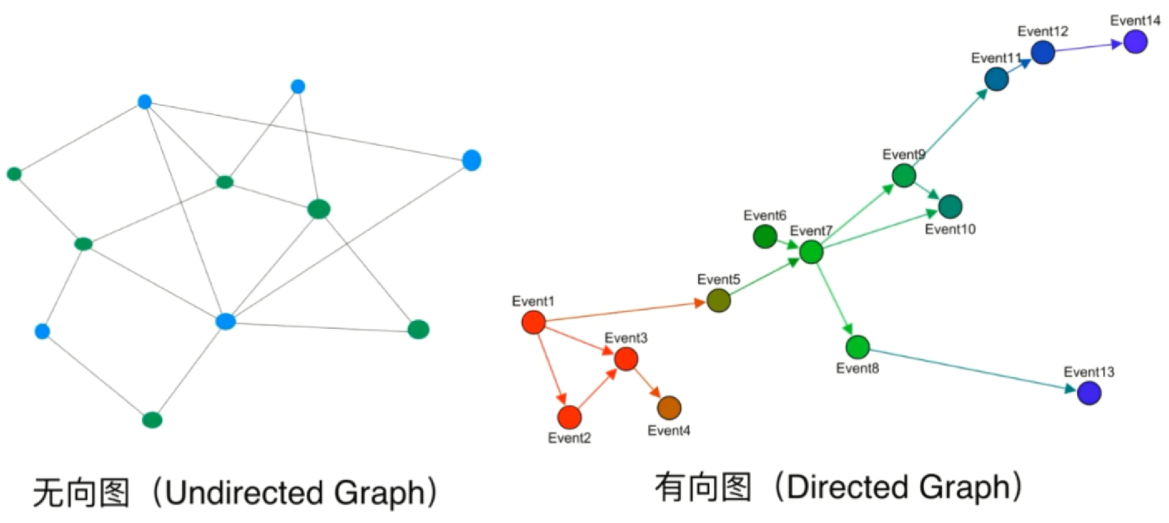 Event14
Event12
Event11
Event9
Event10
Event6
Event7
Event5
Event1
Event3
Event8
Event13
Event2
Event4
无向图（Undirected Graph）
有向图（Directed Graph）